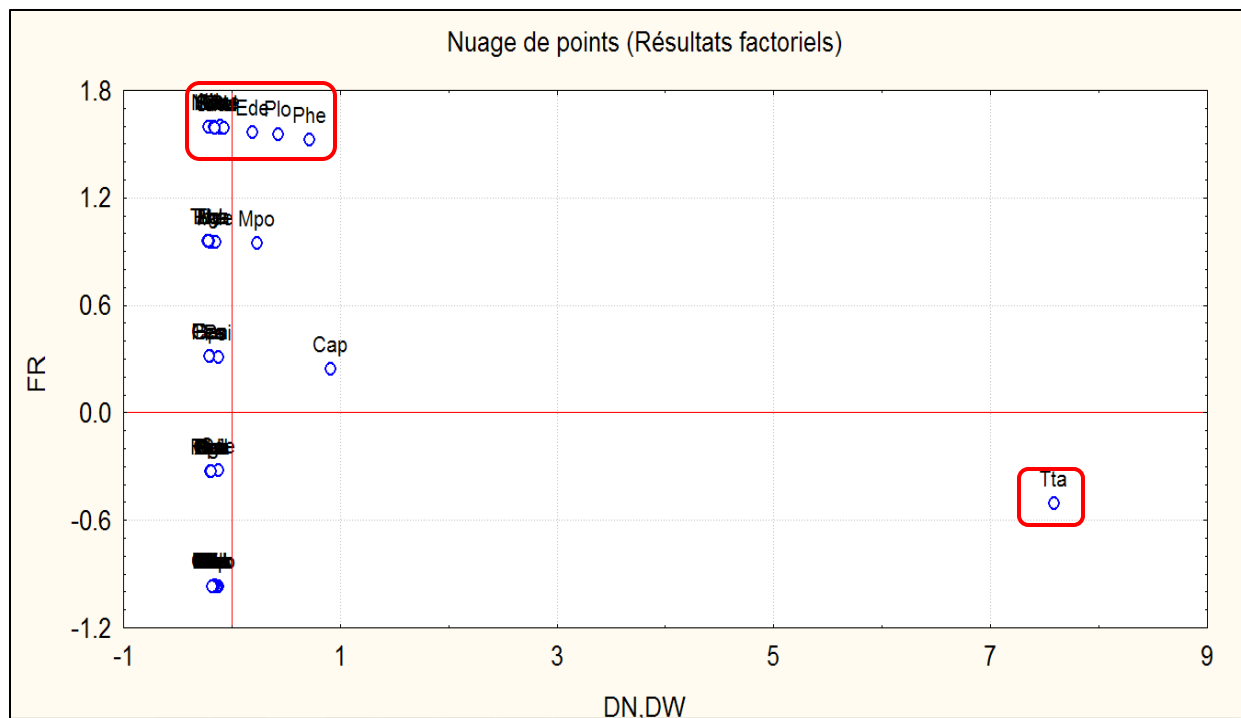 Nuage de points (Résultats factoriels)
1.8
Ede Plo Phe
1.2
Mpo
0.6
Cap
FR
0.0
Tta
-0.6
-1.2
-1 1 3 5 7 9
DN,DW